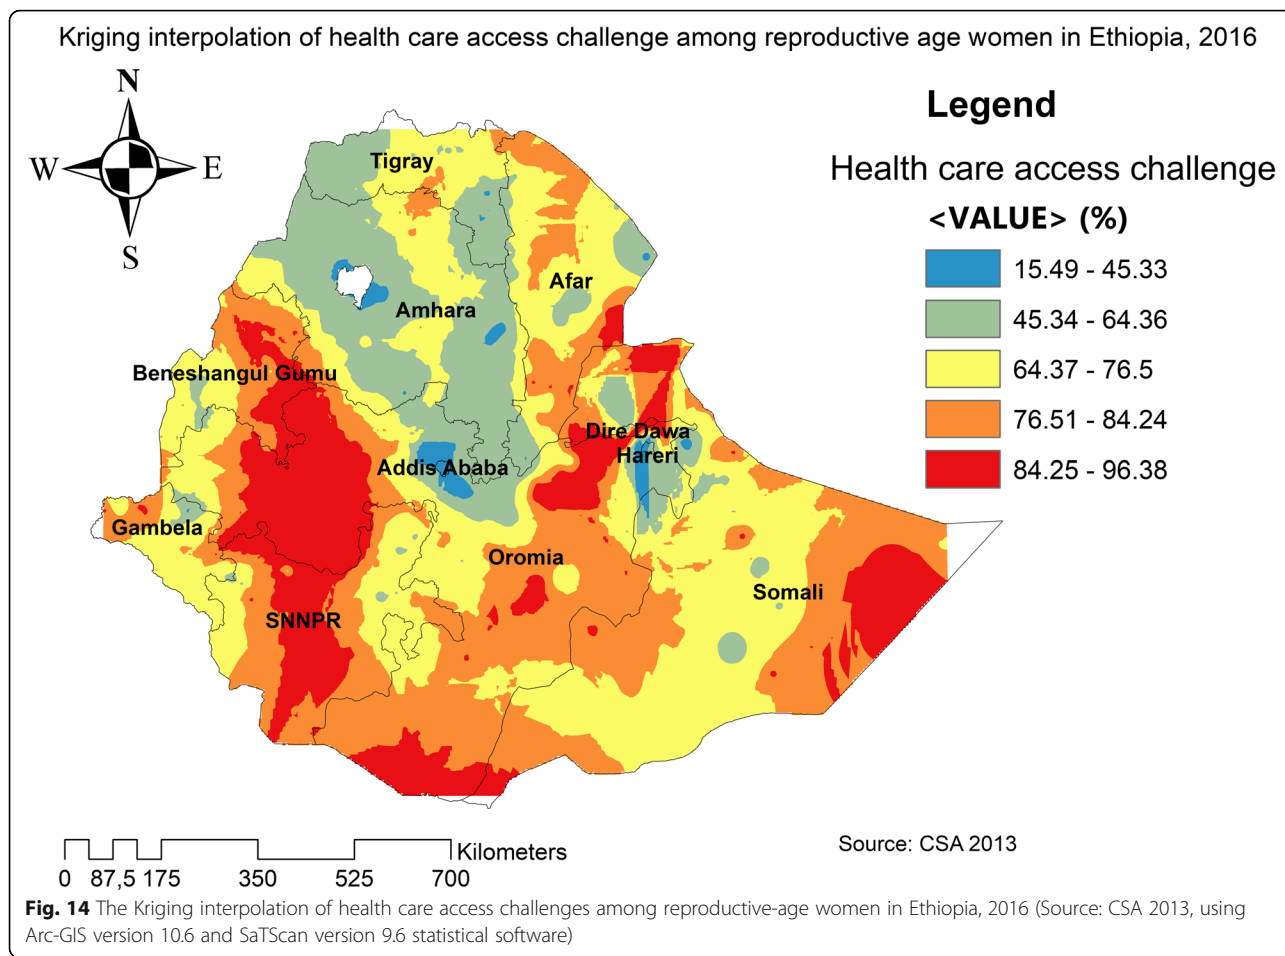 Kriging interpolation of health care access challenge among reproductive age women in Ethiopia, 2016
N
W
E
S
Legend
Health care access challenge
<VALUE> (%)
15.49 - 45.33
45.34 - 64.36
64.37 - 76.5
76.51 - 84.24
84.25 - 96.38
Tigray
Afar
Amhara
Beneshangul Gumu
Dire Dawa
Hareri
Addis Ababa
Gambela
Oromia
Somali
SNNPR
Kilometers
0 87,5 175 350 525 700
Source: CSA 2013
Fig. 14 The Kriging interpolation of health care access challenges among reproductive-age women in Ethiopia, 2016 (Source: CSA 2013, using
Arc-GIS version 10.6 and SaTScan version 9.6 statistical software)